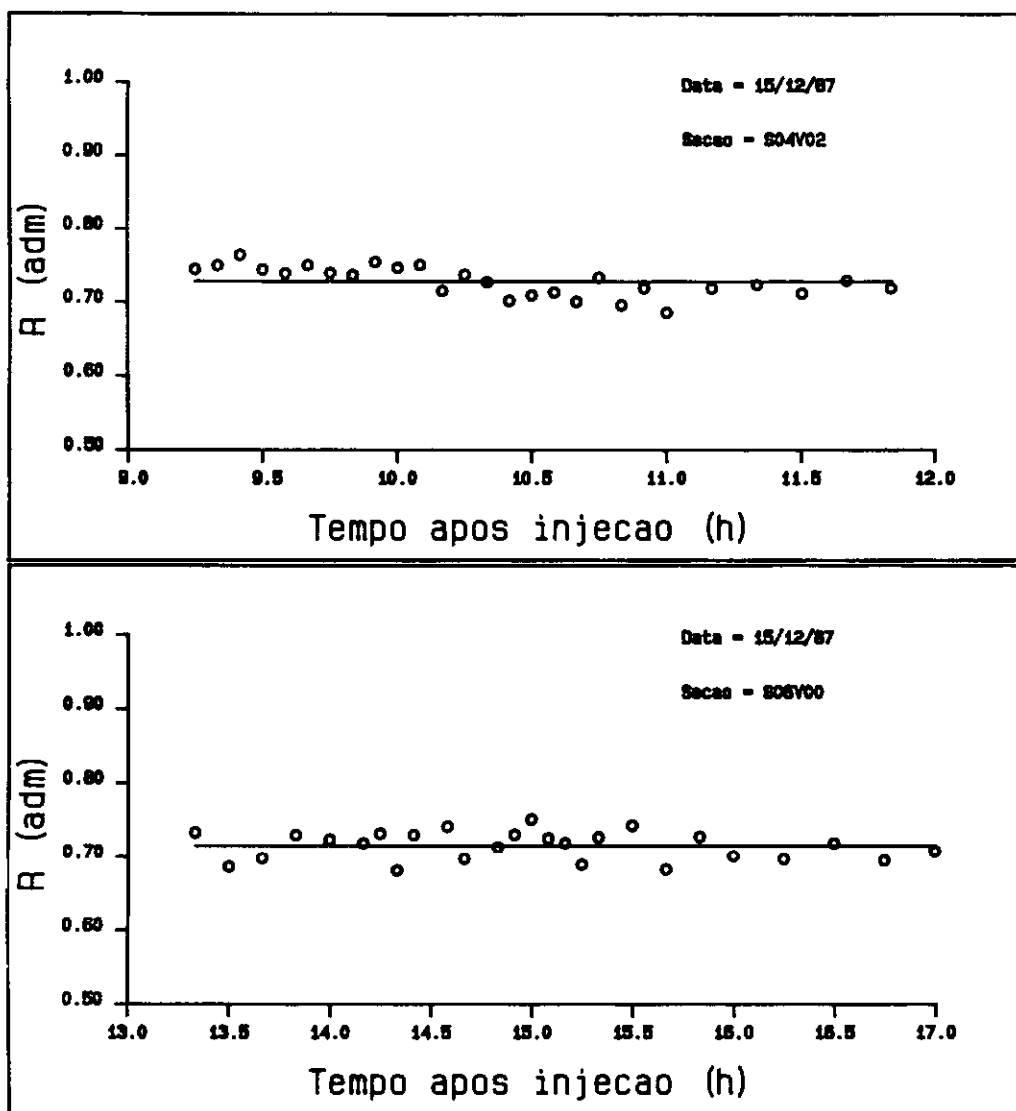 1.00
Data = 15/12/87
0.90
Secao = S04V02
0.80
R (adm)
0.70
0.60
0.50
9.0 9.5 10.0 10.5 11.0 11.5 12.0
Tempo apos injecao (h)
1.00
Data = 15/12/87
0.90
Secao =
0.80
R (adm)
0.70
0.60
0.50
13.0 13.5 14.0 14.5 15.0 15.5 16.0 16.5 17.0
Tempo apos injecao (h)